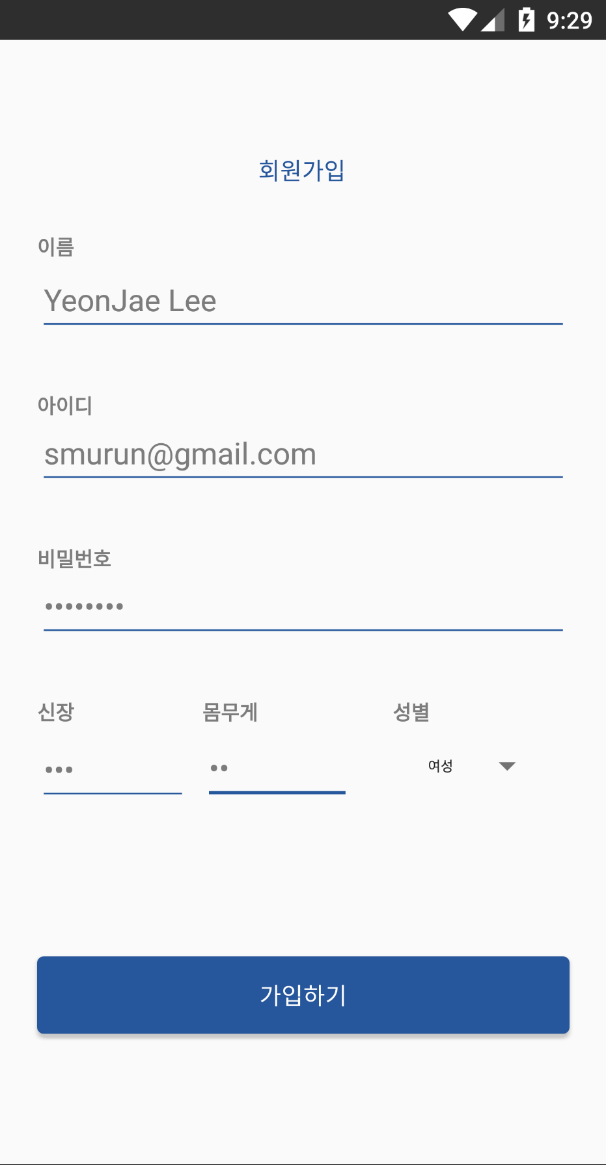 9:29
회원가입
이름
YeonJae Lee
아이디
smurun@gmail.com
비밀번호
••••••••
신장 몸무게 성별
••• •• 여성
가입하기